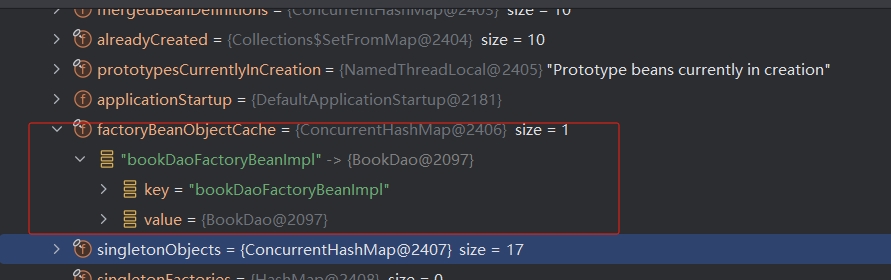 mergedBeanDefinitions = {ConcurrentHashMap@2403} size = 10
alreadyCreated = {Collections$SetFromMap@2404} size = 10
prototypesCurrentlyInCreation = {NamedThreadLocal@2405} "Prototype beans currently in creation"
applicationStartup = {DefaultApplicationStartup@2181}
factoryBeanObjectCache = {ConcurrentHashMap@2406} size = 1
"bookDaoFactoryBeanImpl" -> {BookDao@2097}
key = "bookDaoFactoryBeanImpl"
value = {BookDao@2097}
singletonObjects = {ConcurrentHashMap@2407} size = 17
singletonFactories = {HashMap@2408} size = 0